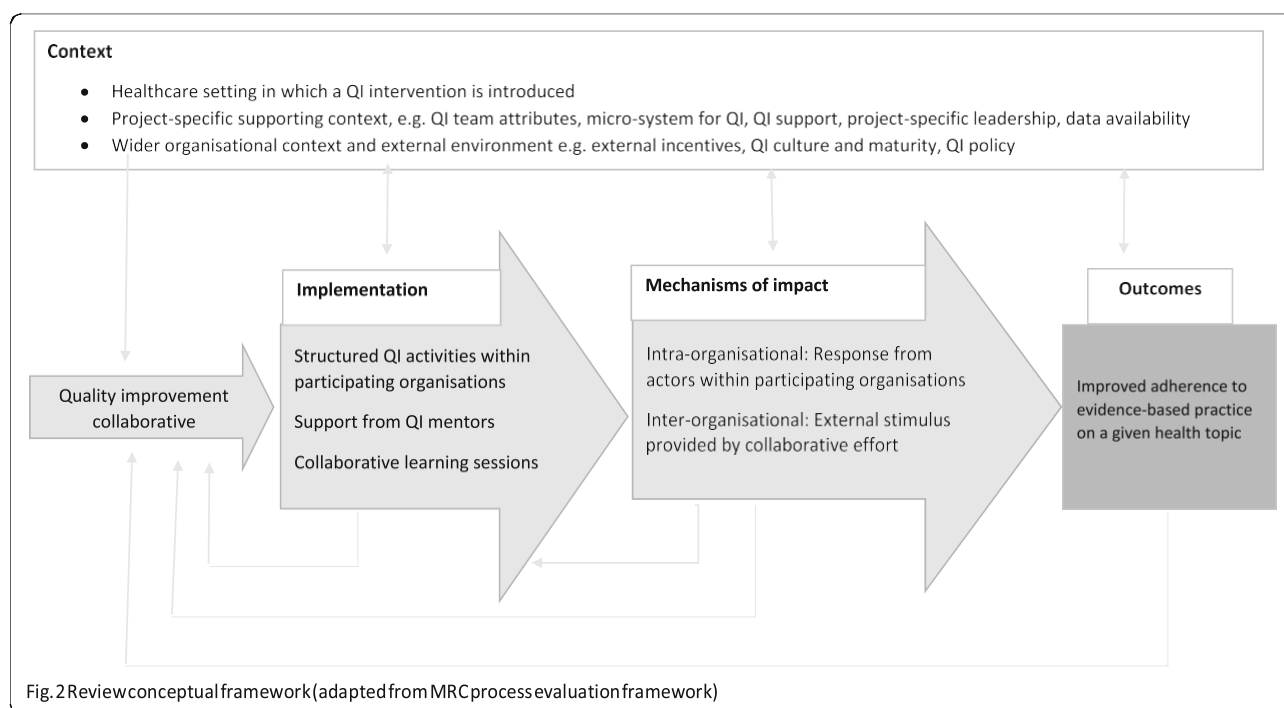 Context
• Healthcare setting in which a QI intervention is introduced
• Project-specific supporting context, e.g. QI team attributes, micro-system for QI, QI support, project-specific leadership, data availability
• Wider organisational context and external environment e.g. external incentives, QI culture and maturity, QI policy
Quality improvement
collaborative
Implementation
Structured QI activities within
participating organisations
Support from QI mentors
Collaborative learning sessions
Mechanisms of impact
Intra-organisational: Response from
actors within participating organisations
Inter-organisational: External stimulus
provided by collaborative effort
Outcomes
Improved adherence to
evidence-based practice
on a given health topic
Fig. 2 Review conceptual framework (adapted from MRC process evaluation framework)